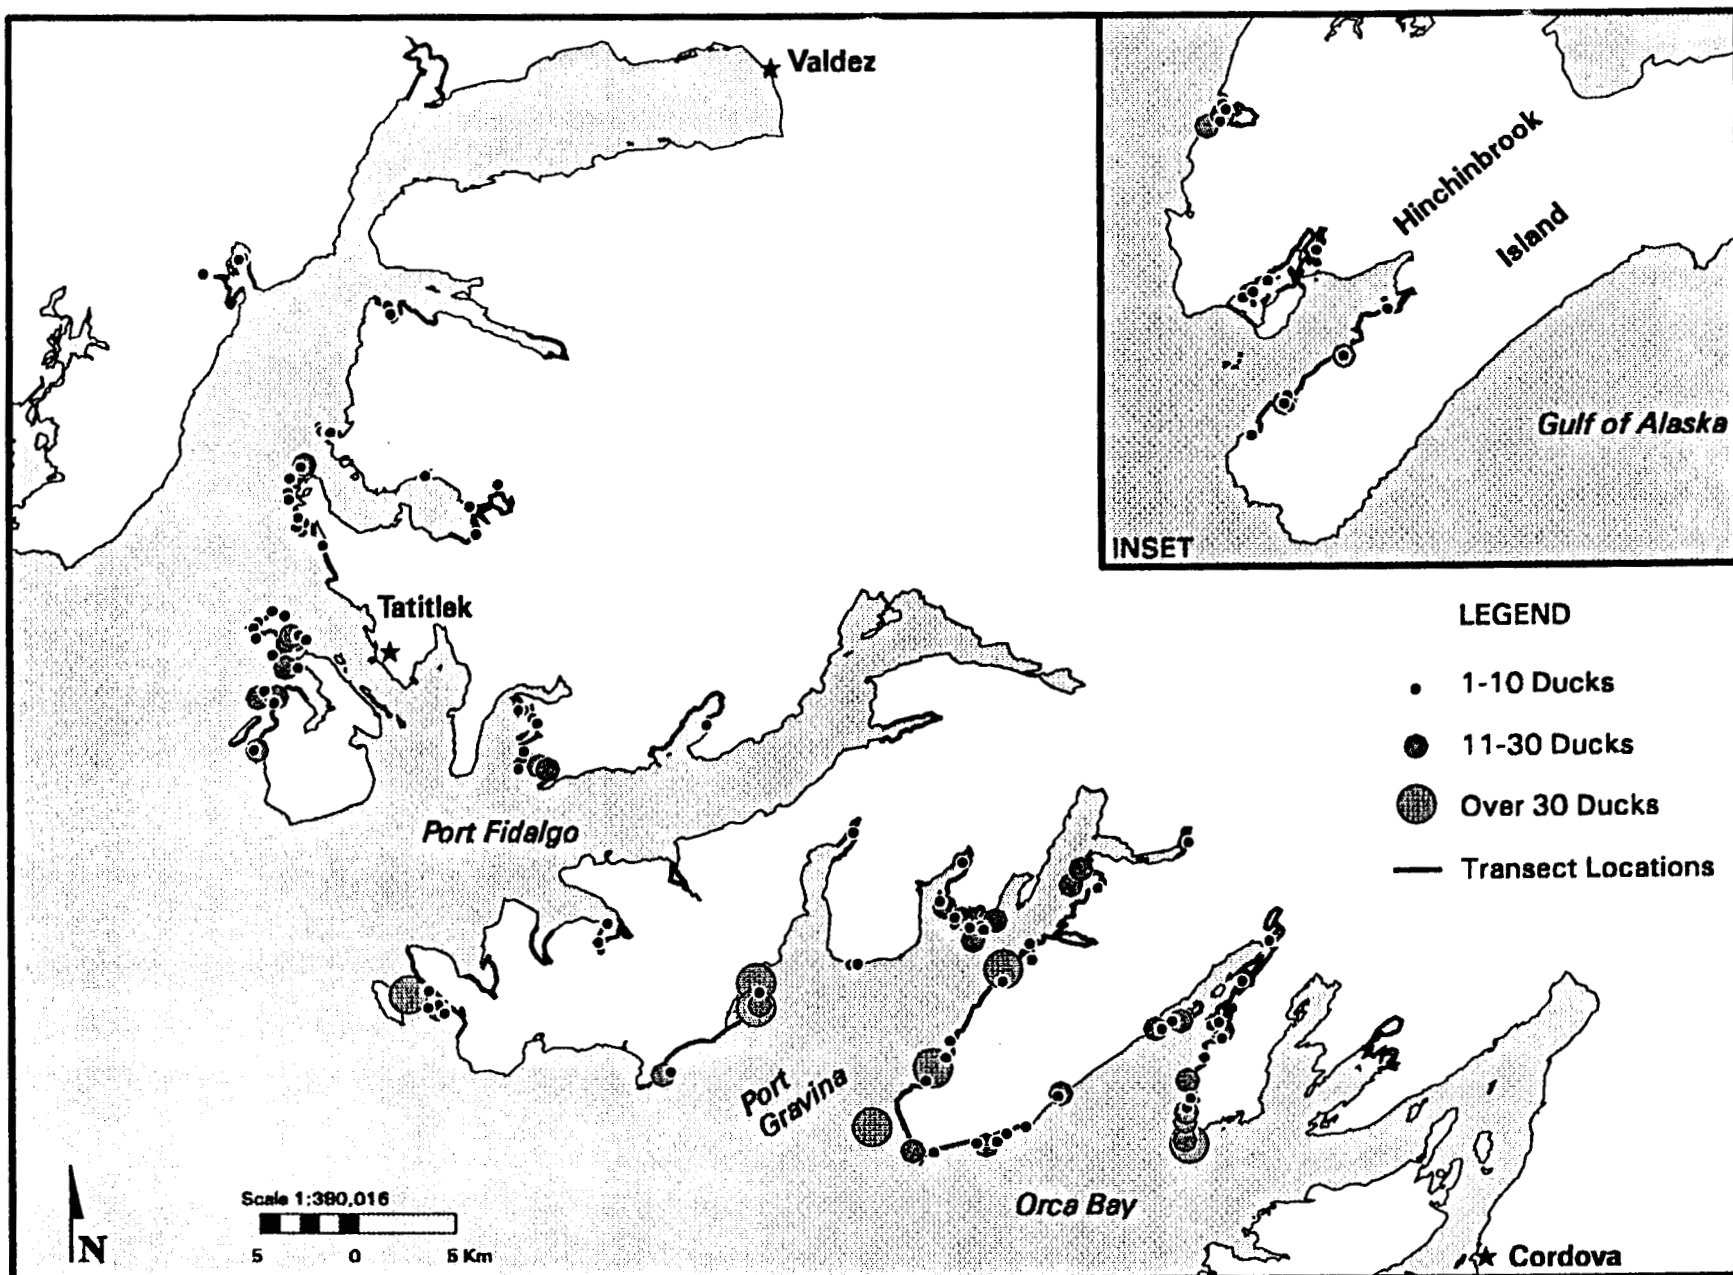 Valdez
Hinchinbrook
Island
Gulf of Alaska
INSET
Tatitlek
LEGEND
1-10 Ducks
11-30 Ducks
Over 30 Ducks
Transect Locations
Port Fidalgo
Port
Gravina
Orca Bay
Scale 1:380,016
5 0 5 Km
N
Cordova